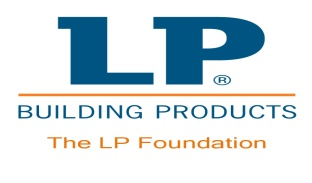 LP®
BUILDING PRODUCTS
The LP Foundation